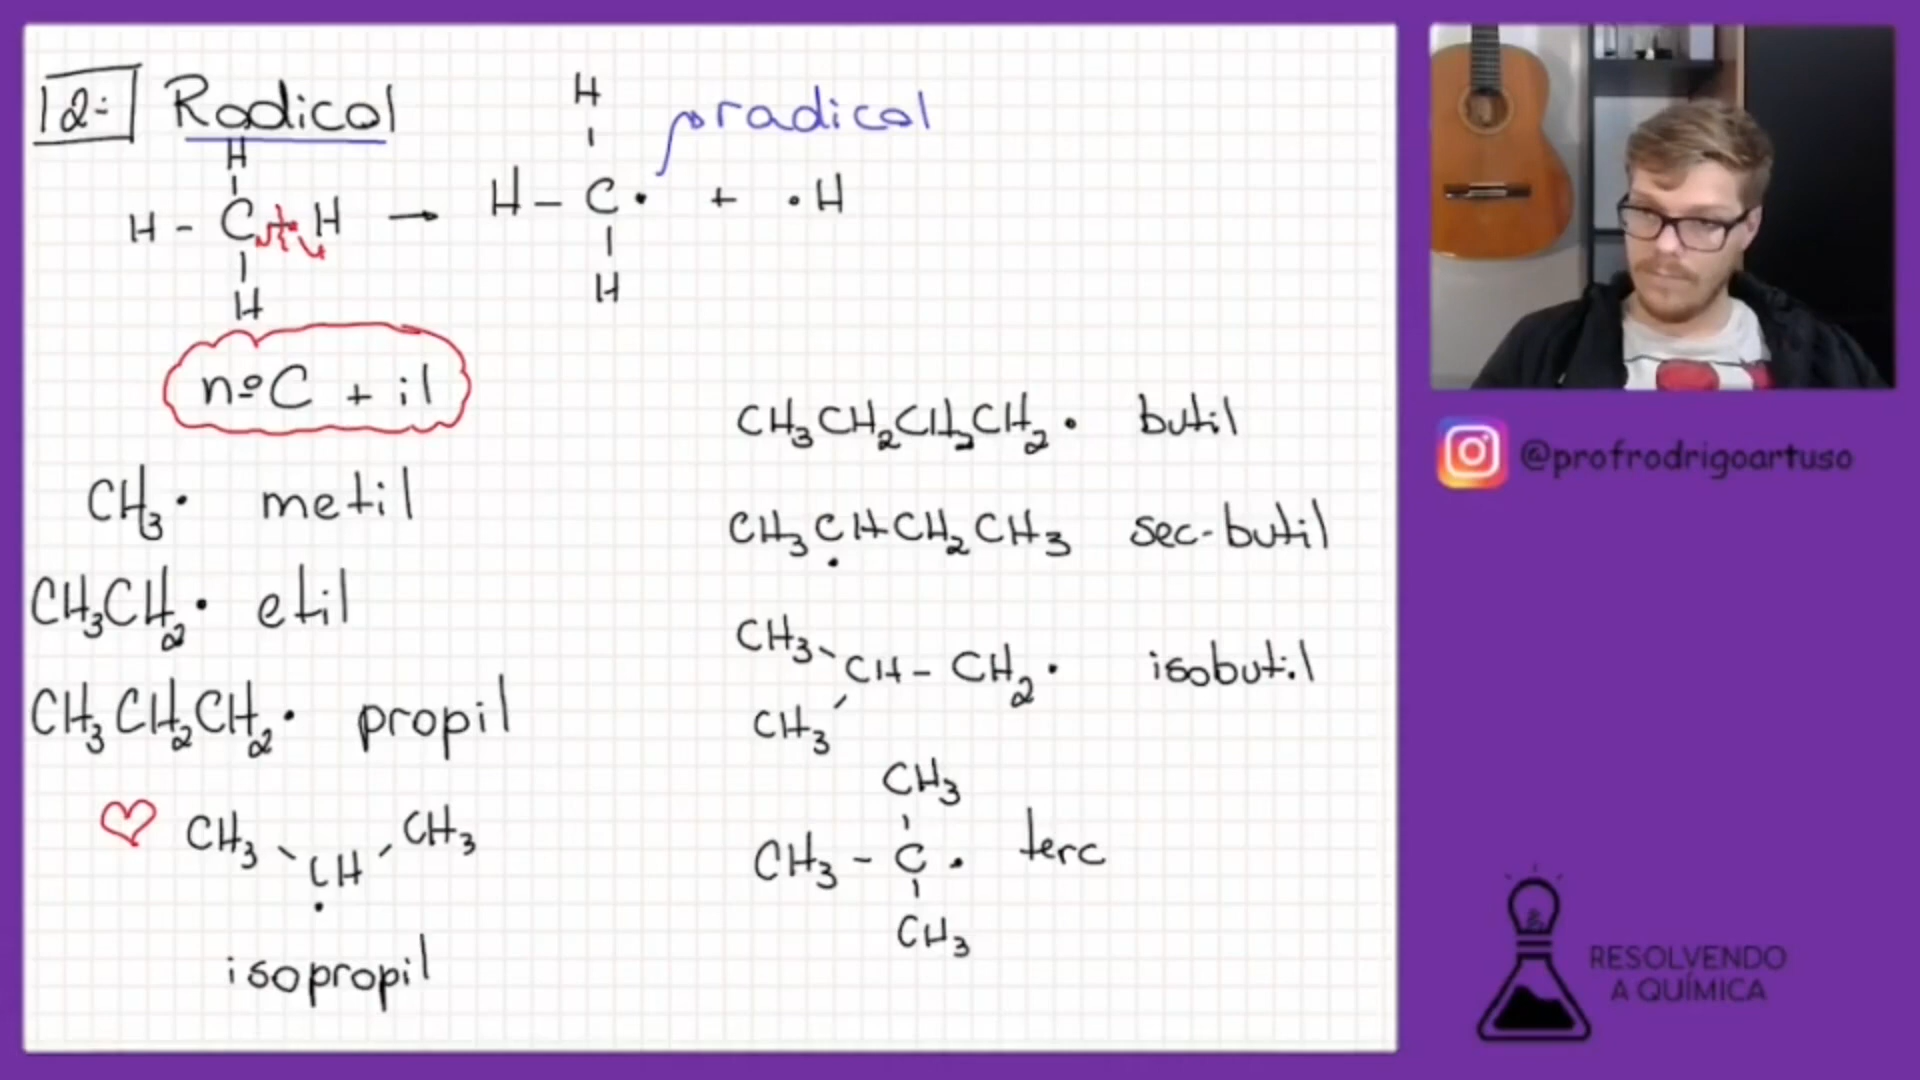 12- Radical
H
H - C + H → H - C • + • H
H
H
H
radical
nºC + il
CH₃• metil
CH₃CH₂• etil
CH₃CH₂CH₂• propil
CH₃ CH CH₃
•
isopropil
CH₃CH₂CH₂CH₂• butil
CH₃CHCH₂CH₃ sec-butil
•
CH₃
CH - CH₂• isobutil
CH₃
CH₃
CH₃ - C • terc
CH₃
@profrodrigoartuso
RESOLVENDO
A QUÍMICA